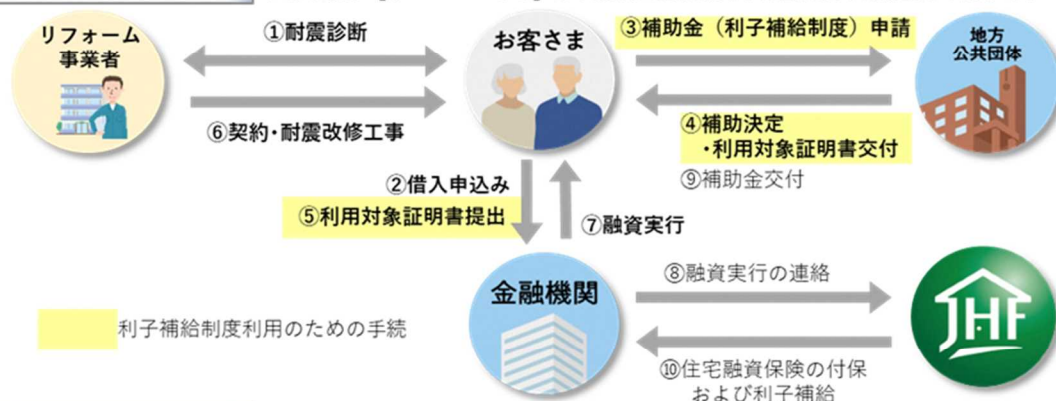 リフォーム
事業者
①耐震診断
⑥契約・耐震改修工事
お客さま
③補助金（利子補給制度）申請
地方
公共団体
④補助決定
・利用対象証明書交付
⑨補助金交付
②借入申込み
⑤利用対象証明書提出
⑦融資実行
金融機関
⑧融資実行の連絡
⑩住宅融資保険の付保
および利子補給
JHF
利子補給制度利用のための手続